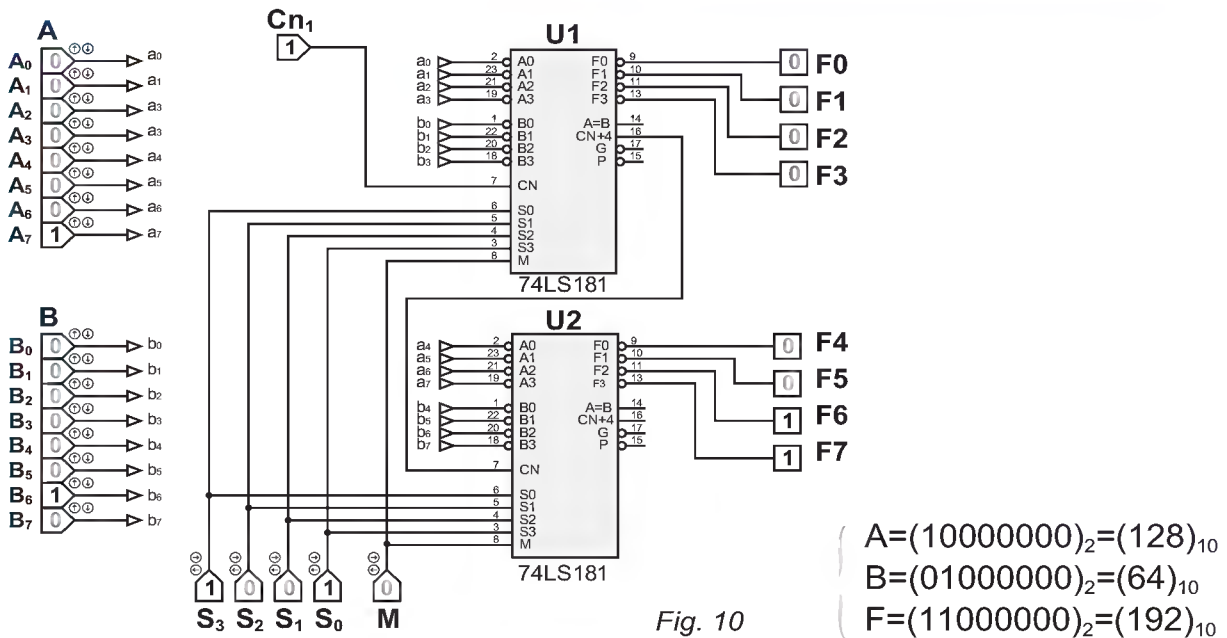 A
A₀ 0 a₀
A₁ 0 a₁
A₂ 0 a₃
A₃ 0 a₃
A₄ 0 a₄
A₅ 0 a₅
A₆ 0 a₆
A₇ 1 a₇
B
B₀ 0 b₀
B₁ 0 b₁
B₂ 0 b₂
B₃ 0 b₃
B₄ 0 b₄
B₅ 0 b₅
B₆ 1 b₆
B₇ 0 b₇
Cn₁
1
U1
a₀ 2 A0 F0 9 0 F0
a₁ 23 A1 F1 10 0 F1
a₂ 21 A2 F2 11 0 F2
a₃ 19 A3 F3 13 0 F3
b₀ 1 B0 A=B 14
b₁ 22 B1 CN+4 16
b₂ 20 B2 G 17
b₃ 18 B3 P 15
7 CN
6 S0
5 S1
4 S2
3 S3
8 M
74LS181
U2
a₄ 2 A0 F0 9 0 F4
a₅ 23 A1 F1 10 0 F5
a₆ 21 A2 F2 11 1 F6
a₇ 19 A3 F3 13 1 F7
b₄ 1 B0 A=B 14
b₅ 22 B1 CN+4 16
b₆ 20 B2 G 17
b₇ 18 B3 P 15
7 CN
6 S0
5 S1
4 S2
3 S3
8 M
74LS181
1 0 0 1 0
S₃ S₂ S₁ S₀ M
Fig. 10
A=(10000000)₂=(128)₁₀
B=(01000000)₂=(64)₁₀
F=(11000000)₂=(192)₁₀